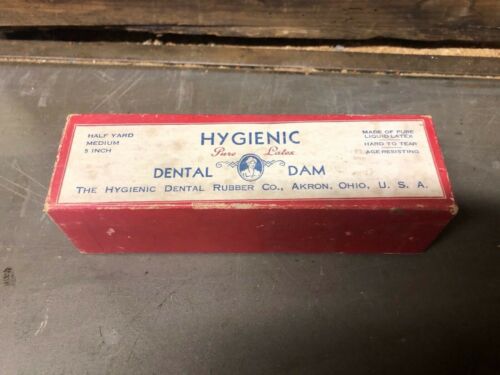 HALF YARD
MEDIUM
5 INCH
HYGIENIC
Pure Latex
DENTAL DAM
MADE OF PURE
LIQUID LATEX
HARD TO TEAR
AGE RESISTING
THE HYGIENIC DENTAL RUBBER CO., AKRON, OHIO, U. S. A.